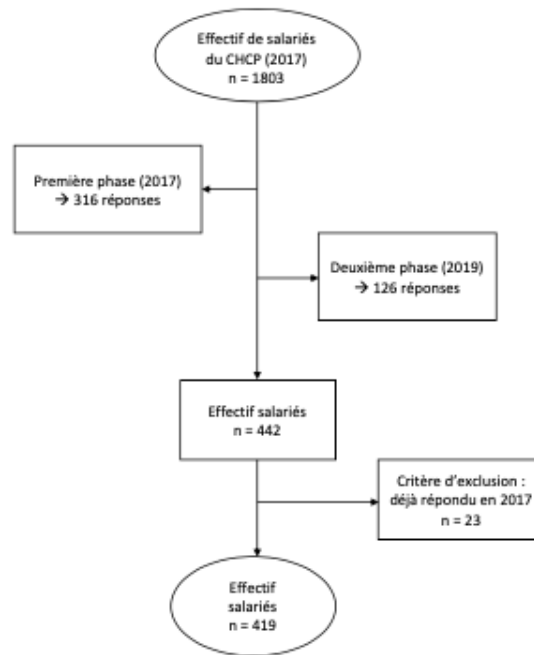 Effectif de salariés
du CHCP (2017)
n = 1803
Première phase (2017)
→ 316 réponses
Deuxième phase (2019)
→ 126 réponses
Effectif salariés
n = 442
Critère d'exclusion :
déjà répondu en 2017
n = 23
Effectif
salariés
n = 419